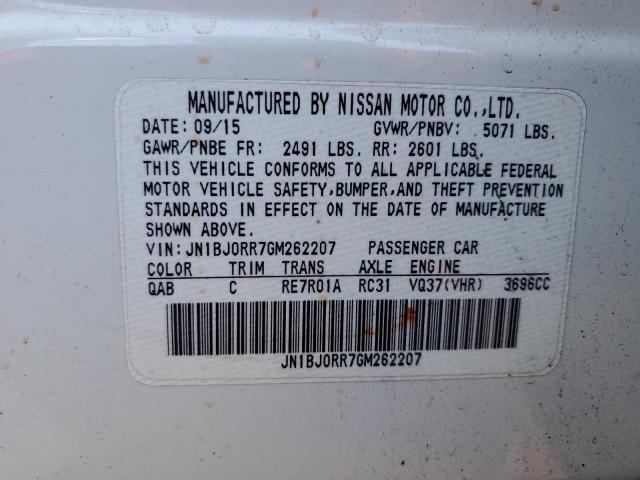 MANUFACTURED BY NISSAN MOTOR CO.,LTD.
DATE: 09/15 GVWR/PNBV: 5071 LBS.
GAWR/PNBE FR: 2491 LBS. RR: 2601 LBS.
THIS VEHICLE CONFORMS TO ALL APPLICABLE FEDERAL
MOTOR VEHICLE SAFETY,BUMPER,AND THEFT PREVENTION
STANDARDS IN EFFECT ON THE DATE OF MANUFACTURE
SHOWN ABOVE.
VIN:JN1BJ0RR7GM262207 PASSENGER CAR
COLOR TRIM TRANS AXLE ENGINE
QAB C RE7R01A RC31 VQ37(VHR) 3696CC
JN1BJ0RR7GM262207